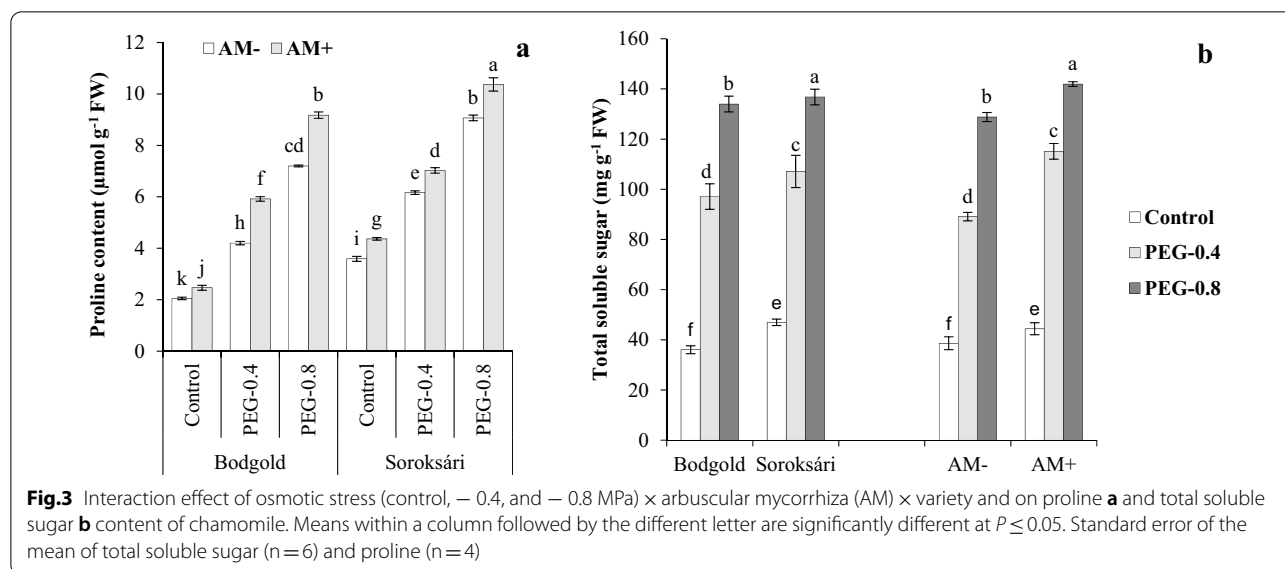 AM- AM+
a
Proline content (µmol g-1 FW)
12
10
8
6
4
2
0
k j h f cd b i g e d b a
Control PEG-0.4 PEG-0.8 Control PEG-0.4 PEG-0.8
Bodgold Soroksári
b
Total soluble sugar (mg g-1 FW)
160
140
120
100
80
60
40
20
0
f d b e c a f d b e c a
Bodgold Soroksári AM- AM+
Control
PEG-0.4
PEG-0.8
Fig.3 Interaction effect of osmotic stress (control, − 0.4, and − 0.8 MPa) × arbuscular mycorrhiza (AM) × variety and on proline a and total soluble
sugar b content of chamomile. Means within a column followed by the different letter are significantly different at P ≤ 0.05. Standard error of the
mean of total soluble sugar (n = 6) and proline (n = 4)